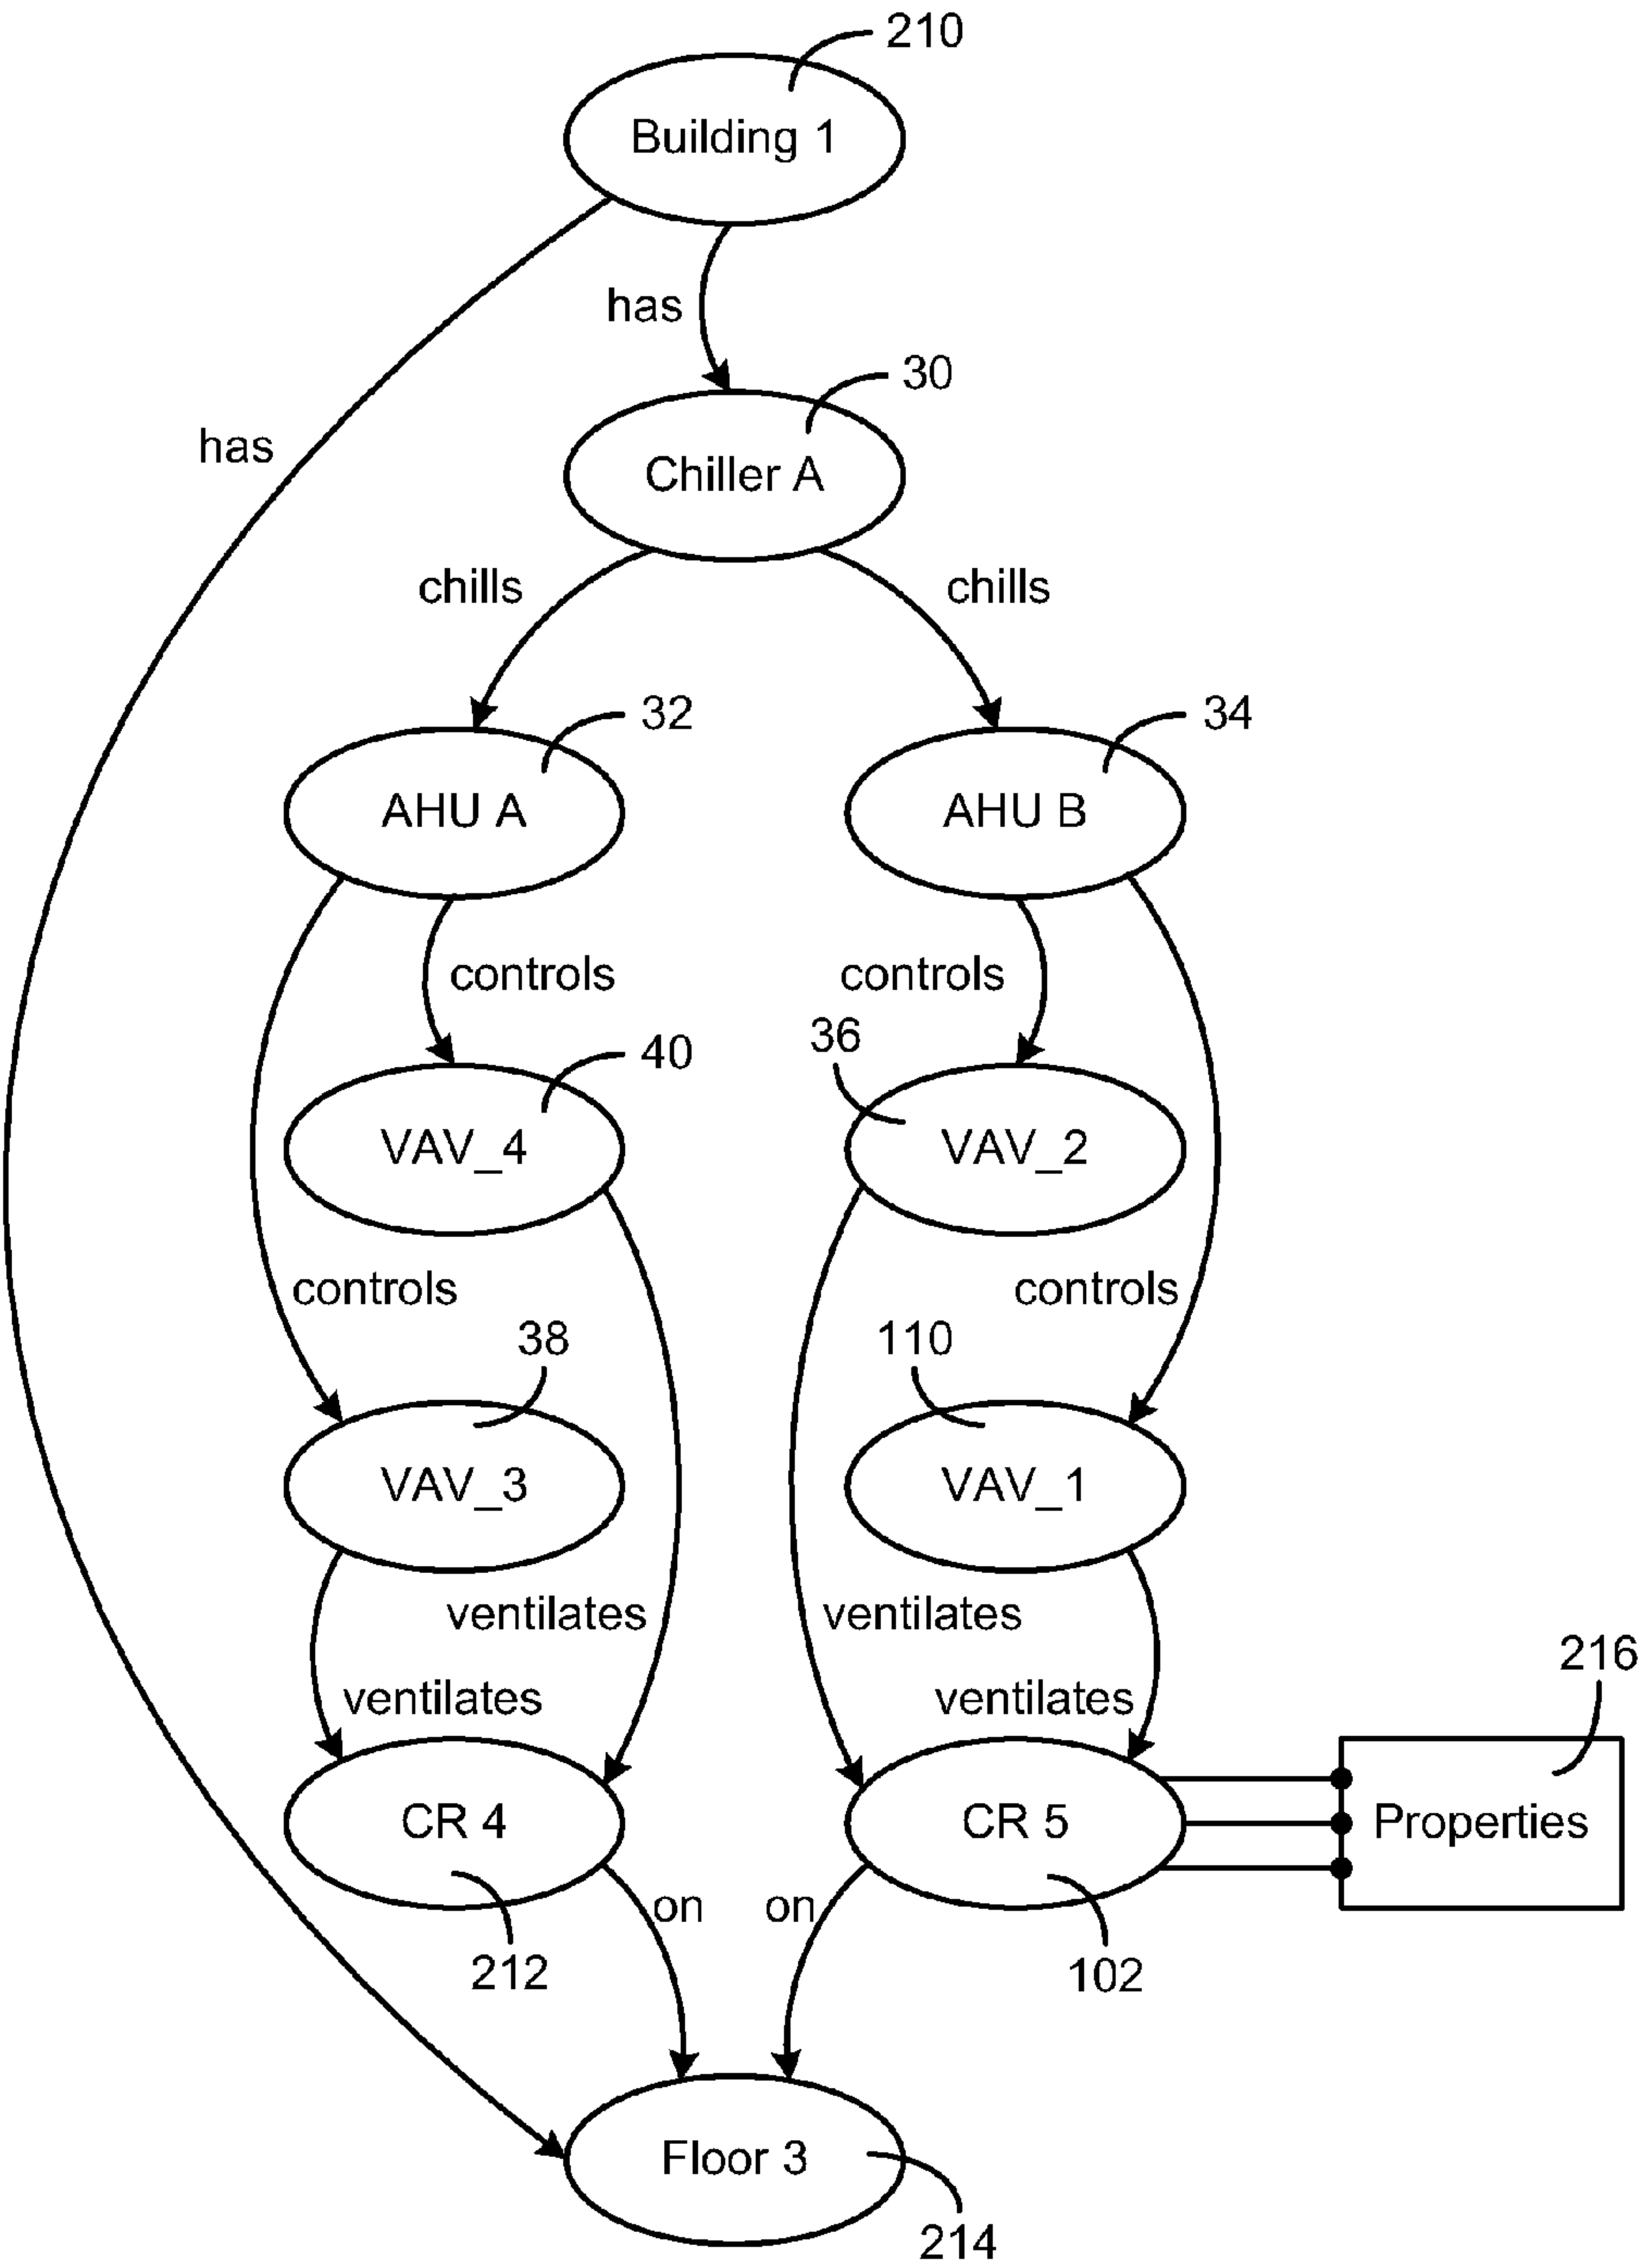 210
Building 1
has
30
has
Chiller A
chills
chills
32
34
AHU A
AHU B
controls
controls
36
40
VAV_4
VAV_2
controls
controls
38
110
VAV_3
VAV_1
ventilates
ventilates
216
ventilates
ventilates
CR 4
CR 5
Properties
on
on
212
102
Floor 3
214